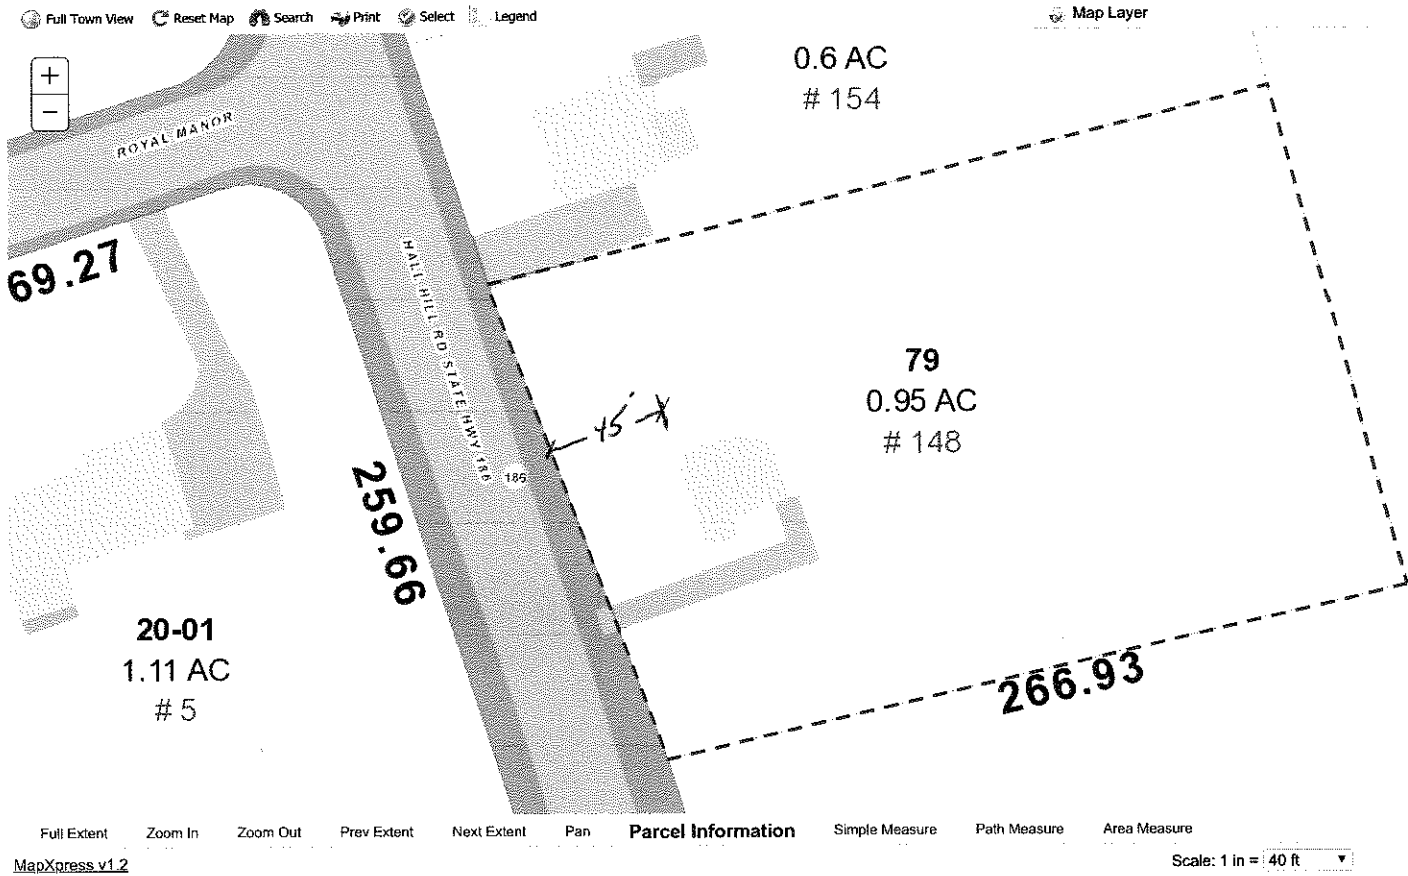 Full Town View Reset Map Search Print Select Legend Map Layer
+
−
ROYAL MANOR
0.6 AC
# 154
69.27
HALL HILL RD STATE HWY 186
186
45'
79
0.95 AC
# 148
259.66
20-01
1.11 AC
# 5
266.93
Full Extent Zoom In Zoom Out Prev Extent Next Extent Pan Parcel Information Simple Measure Path Measure Area Measure
MapXpress v1.2
Scale: 1 in = 40 ft